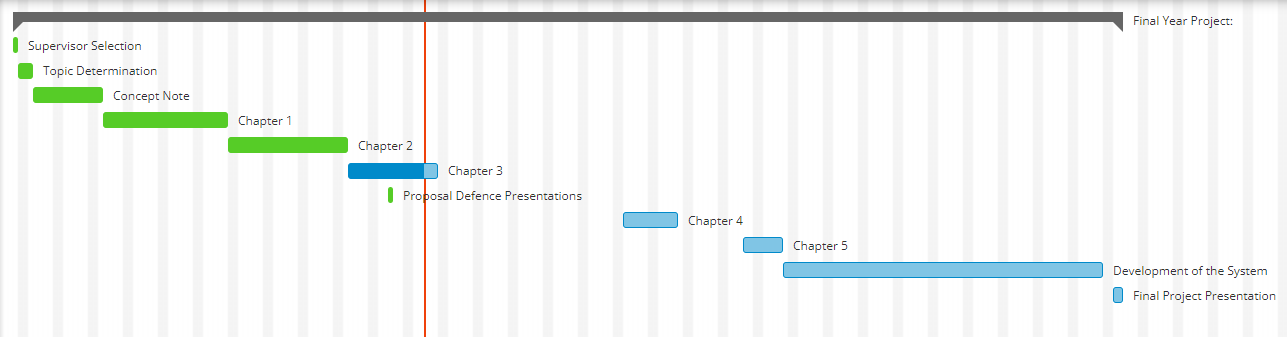 Final Year Project:
Supervisor Selection
Topic Determination
Concept Note
Chapter 1
Chapter 2
Chapter 3
Proposal Defence Presentations
Chapter 4
Chapter 5
Development of the System
Final Project Presentation